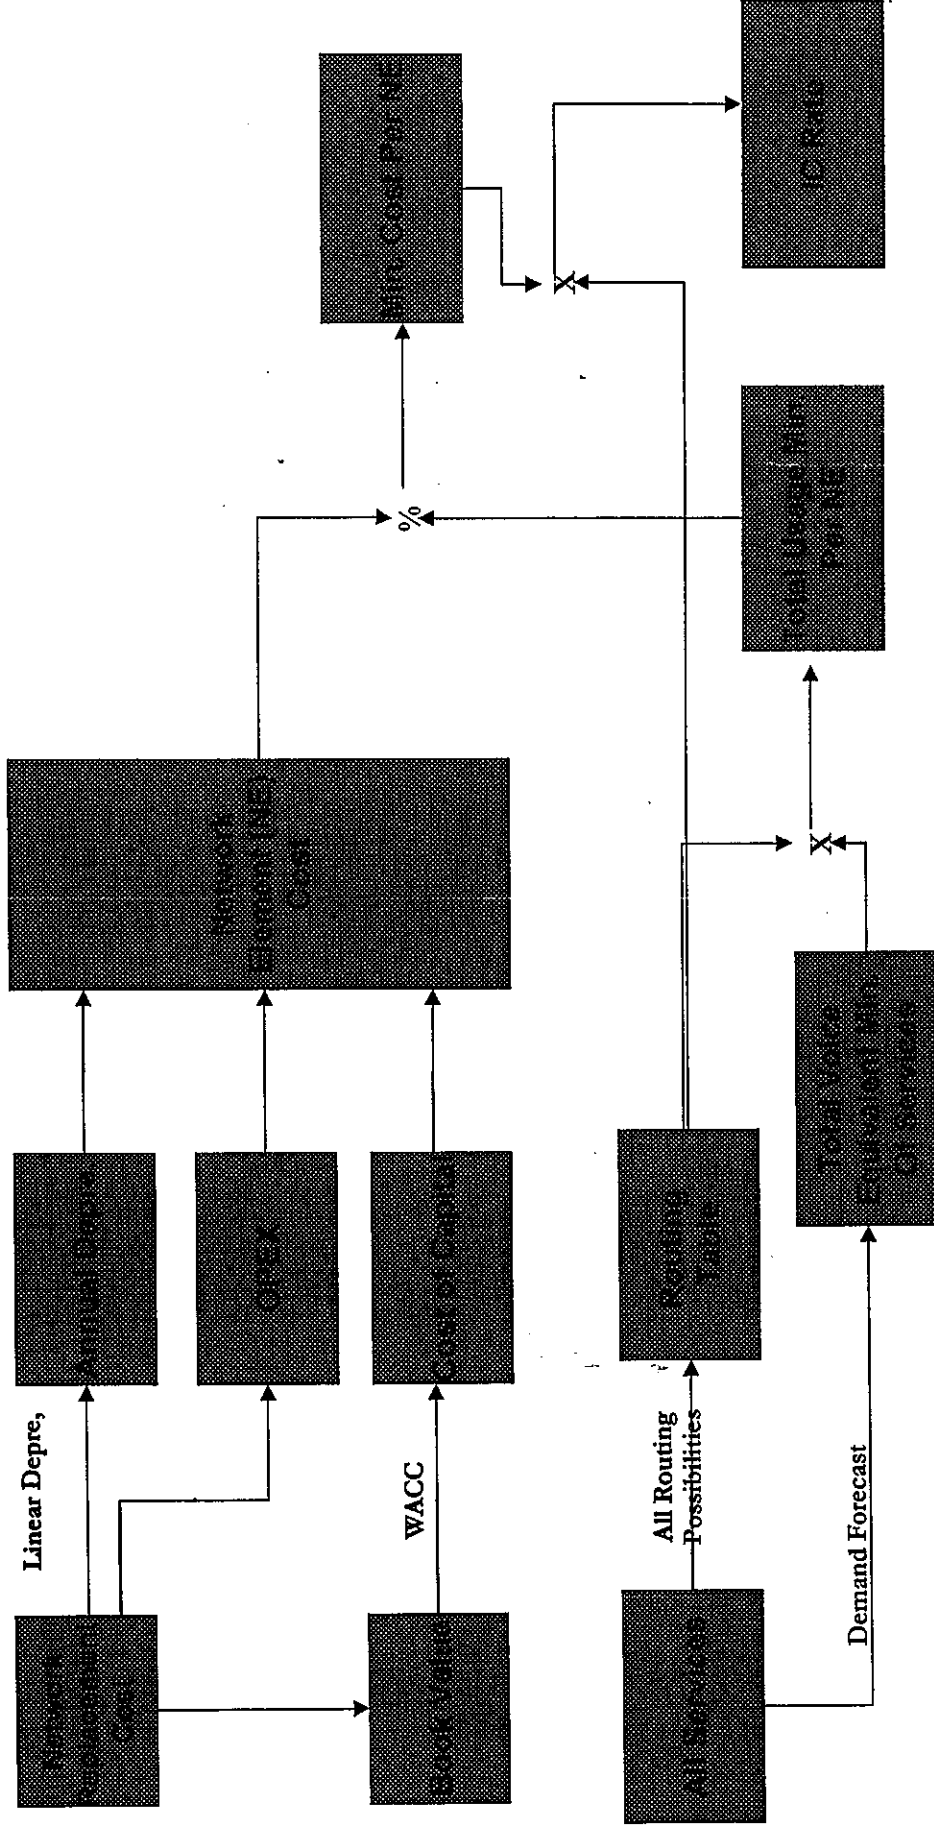 Network
Replacement
Cost
Linear Depre,
Annual Depre
OPEX
Book Value
WACC
Cost of Capital
Network
Element (NE)
Cost
%
Min. Cost Per NE
X
IC Rate
All Services
All Routing
Possibilities
Routing
Table
Demand Forecast
Total Voice
Equivalent Min.
Of Services
X
Total Usage Min.
Per NE